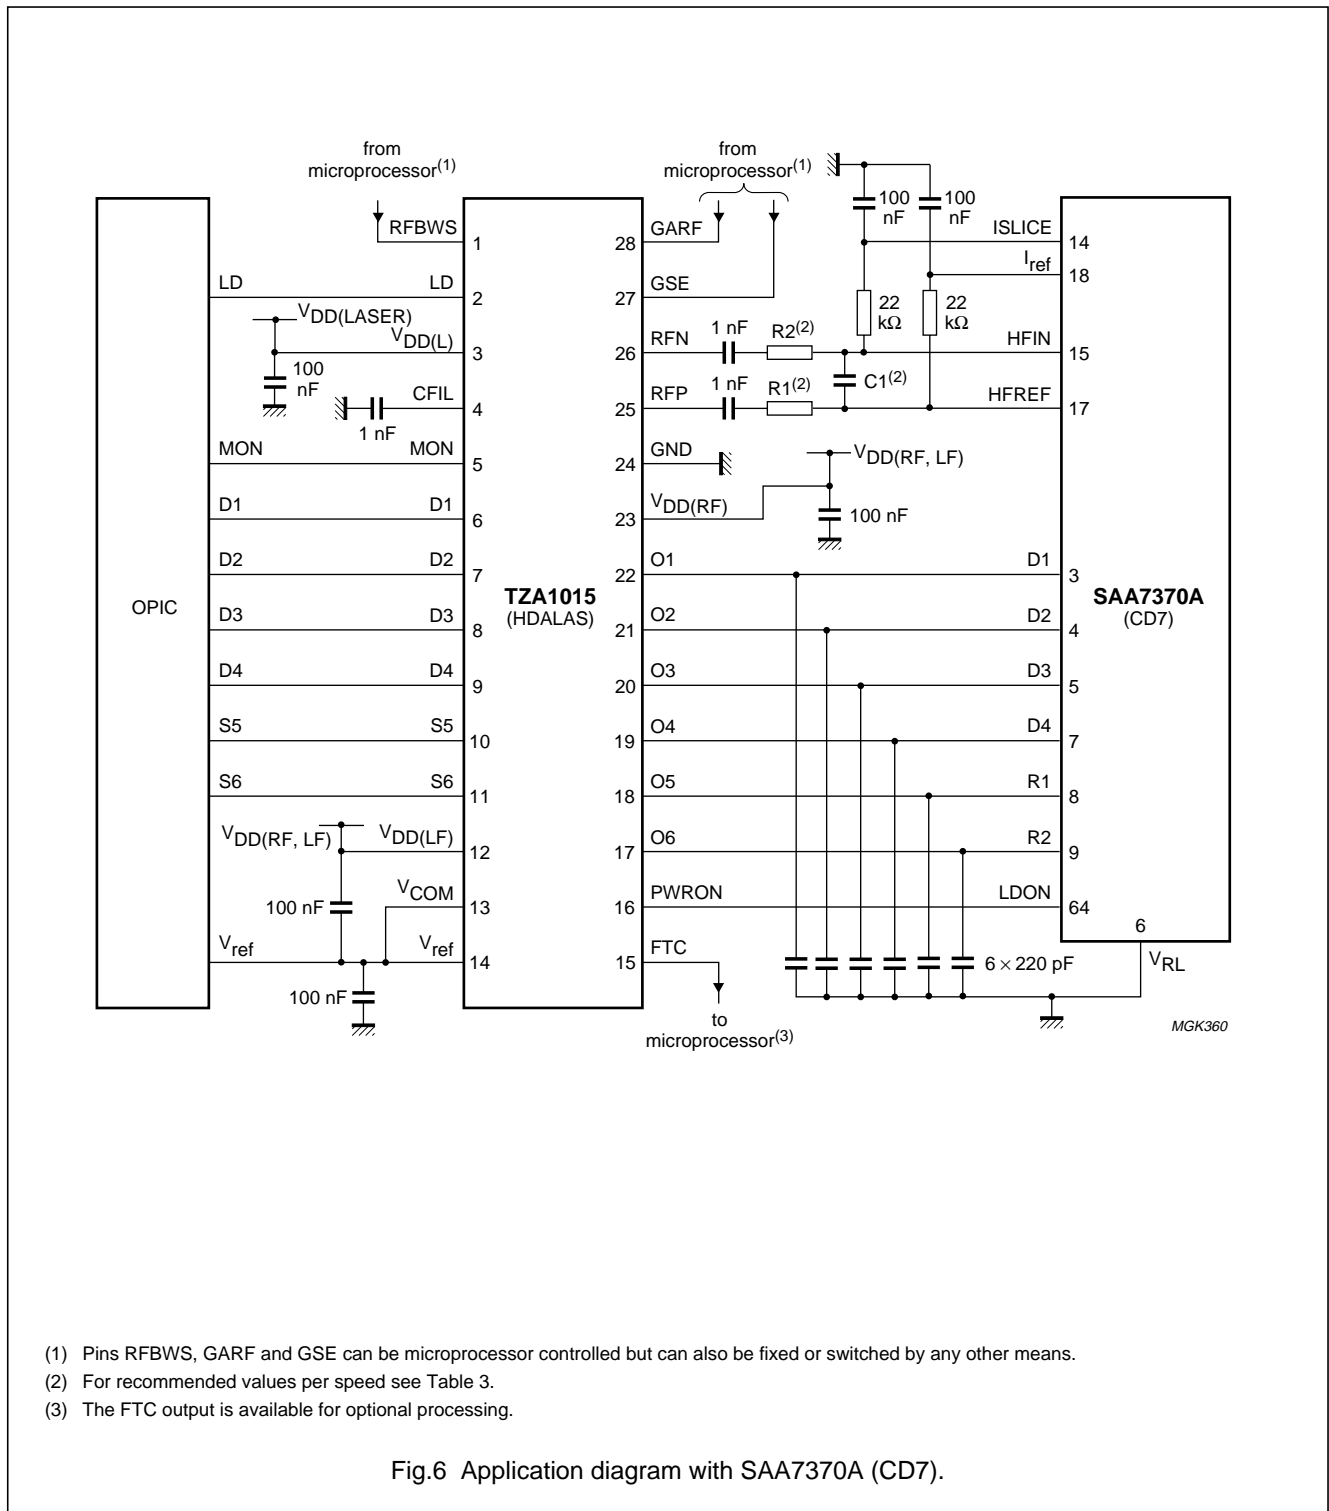 from
microprocessor(1)
from
microprocessor(1)
100
nF
100
nF
RFBWS
1
28
GARF
ISLICE
14
Iref
18
LD
LD
2
27
GSE
VDD(LASER)
22
kΩ
22
kΩ
VDD(L)
3
26
RFN
1 nF
R2(2)
HFIN
15
100
nF
C1(2)
CFIL
4
1 nF
25
RFP
1 nF
R1(2)
HFREF
17
MON
MON
5
24
GND
VDD(RF, LF)
D1
D1
6
23
VDD(RF)
100 nF
D2
D2
7
22
O1
D1
3
OPIC
TZA1015
(HDALAS)
SAA7370A
(CD7)
D3
D3
8
21
O2
D2
4
D4
D4
9
20
O3
D3
5
S5
S5
10
19
O4
D4
7
S6
S6
11
18
O5
R1
8
VDD(RF, LF)
VDD(LF)
12
17
O6
R2
9
100 nF
VCOM
13
16
PWRON
LDON
64
6
Vref
Vref
14
15
FTC
VRL
6 × 220 pF
100 nF
to
microprocessor(3)
MGK360
(1) Pins RFBWS, GARF and GSE can be microprocessor controlled but can also be fixed or switched by any other means.
(2) For recommended values per speed see Table 3.
(3) The FTC output is available for optional processing.
Fig.6 Application diagram with SAA7370A (CD7).